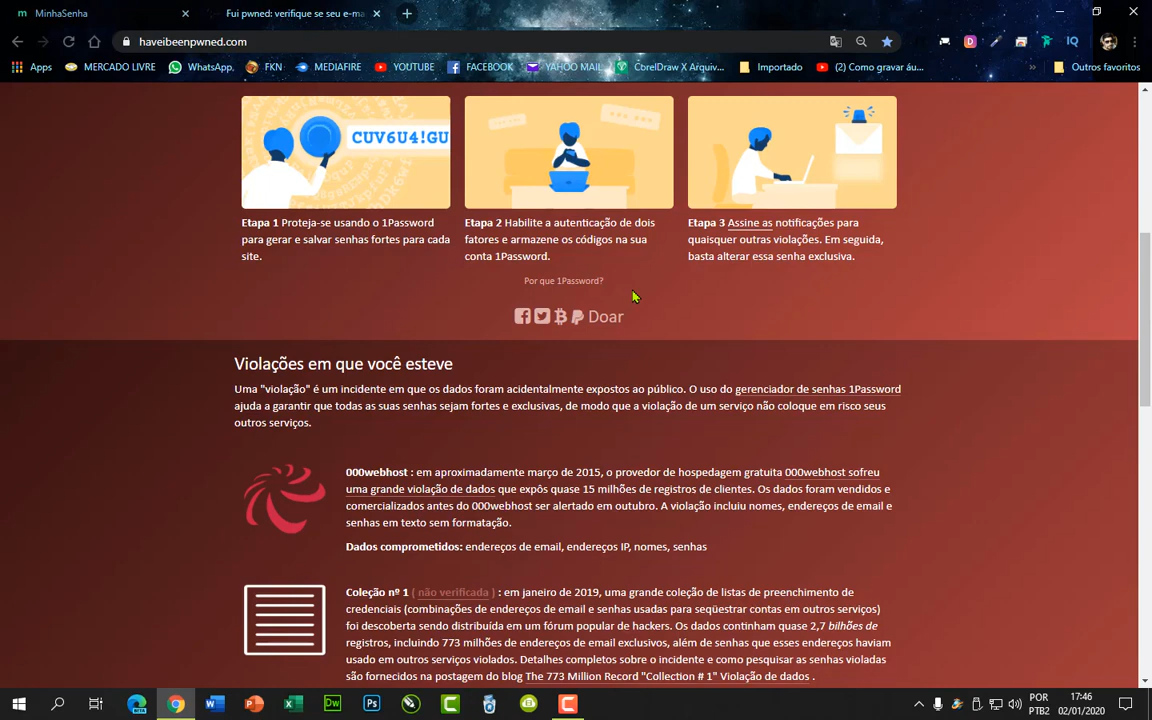 MinhaSenha
Fui pwned: verifique se seu e-ma
haveibeenpwned.com
IQ
Apps MERCADO LIVRE WhatsApp. FKN MEDIAFIRE YOUTUBE FACEBOOK YAHOO MAIL CorelDraw X Arquiv... Importado (2) Como gravar áu... » Outros favoritos
CUV6U4!GU
Etapa 1 Proteja-se usando o 1Password
para gerar e salvar senhas fortes para cada
site.
Etapa 2 Habilite a autenticação de dois
fatores e armazene os códigos na sua
conta 1Password.
Etapa 3 Assine as notificações para
quaisquer outras violações. Em seguida,
basta alterar essa senha exclusiva.
Por que 1Password?
Doar
Violações em que você esteve
Uma "violação" é um incidente em que os dados foram acidentalmente expostos ao público. O uso do gerenciador de senhas 1Password
ajuda a garantir que todas as suas senhas sejam fortes e exclusivas, de modo que a violação de um serviço não coloque em risco seus
outros serviços.
000webhost : em aproximadamente março de 2015, o provedor de hospedagem gratuita 000webhost sofreu
uma grande violação de dados que expôs quase 15 milhões de registros de clientes. Os dados foram vendidos e
comercializados antes do 000webhost ser alertado em outubro. A violação incluiu nomes, endereços de email e
senhas em texto sem formatação.
Dados comprometidos: endereços de email, endereços IP, nomes, senhas
Coleção nº 1 ( não verificada ) : em janeiro de 2019, uma grande coleção de listas de preenchimento de
credenciais (combinações de endereços de email e senhas usadas para seqüestrar contas em outros serviços)
foi descoberta sendo distribuída em um fórum popular de hackers. Os dados continham quase 2,7 bilhões de
registros, incluindo 773 milhões de endereços de email exclusivos, além de senhas que esses endereços haviam
usado em outros serviços violados. Detalhes completos sobre o incidente e como pesquisar as senhas violadas
são fornecidos na postagem do blog The 773 Million Record "Collection # 1" Violação de dados .
POR 17:46
PTB2 02/01/2020